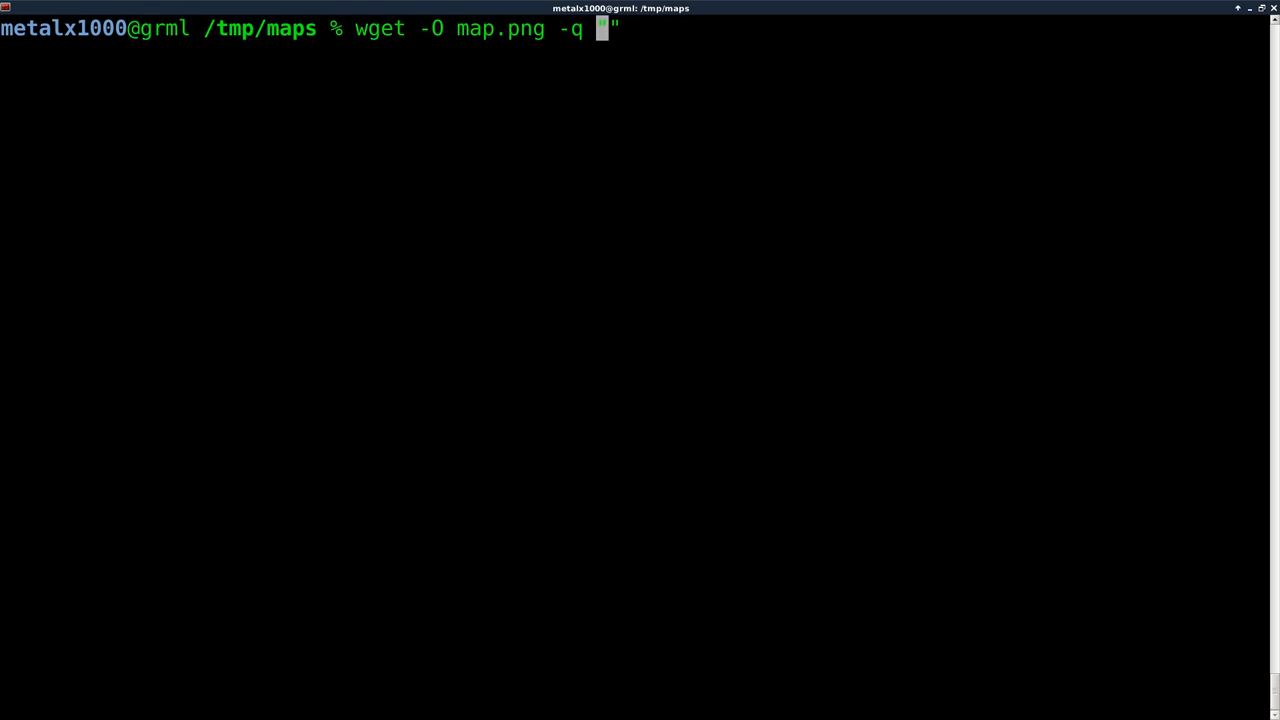 metalx1000@grml: /tmp/maps
metalx1000@grml /tmp/maps % wget -O map.png -q ""